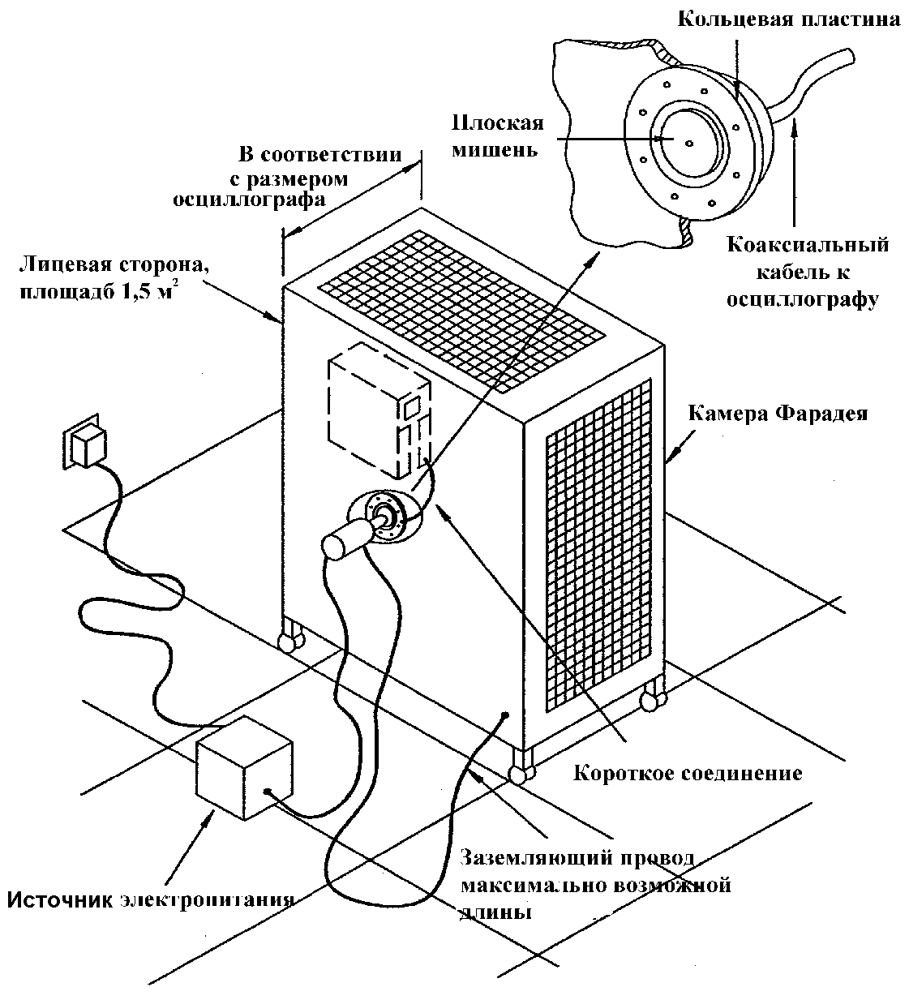 Кольцевая пластина
Плоская
мишень
В соответствии
с размером
осциллографа
Коаксиальный
кабель к
осциллографу
Лицевая сторона,
площадб 1,5 м²
Камера Фарадея
Короткое соединение
Заземляющий провод
максимально возможной
длины
Источник электропитания